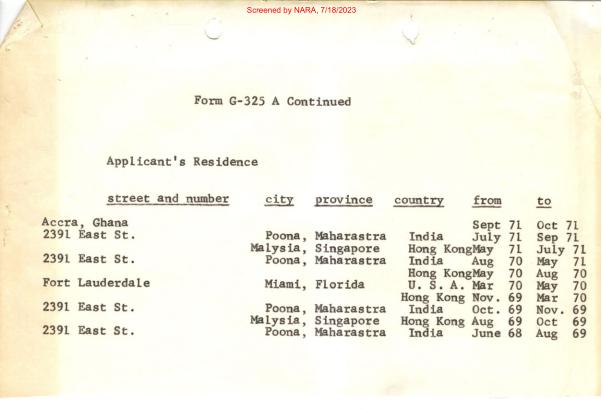 Screened by NARA, 7/18/2023
Form G-325 A Continued
Applicant's Residence
street and number city province country from to
Accra, Ghana Sept 71 Oct 71
2391 East St. Poona, Maharastra India July 71 Sep 71
Malysia, Singapore Hong Kong May 71 July 71
2391 East St. Poona, Maharastra India Aug 70 May 71
Hong Kong May 70 Aug 70
Fort Lauderdale Miami, Florida U. S. A. Mar 70 May 70
Hong Kong Nov. 69 Mar 70
2391 East St. Poona, Maharastra India Oct. 69 Nov. 69
Malysia, Singapore Hong Kong Aug 69 Oct 69
2391 East St. Poona, Maharastra India June 68 Aug 69